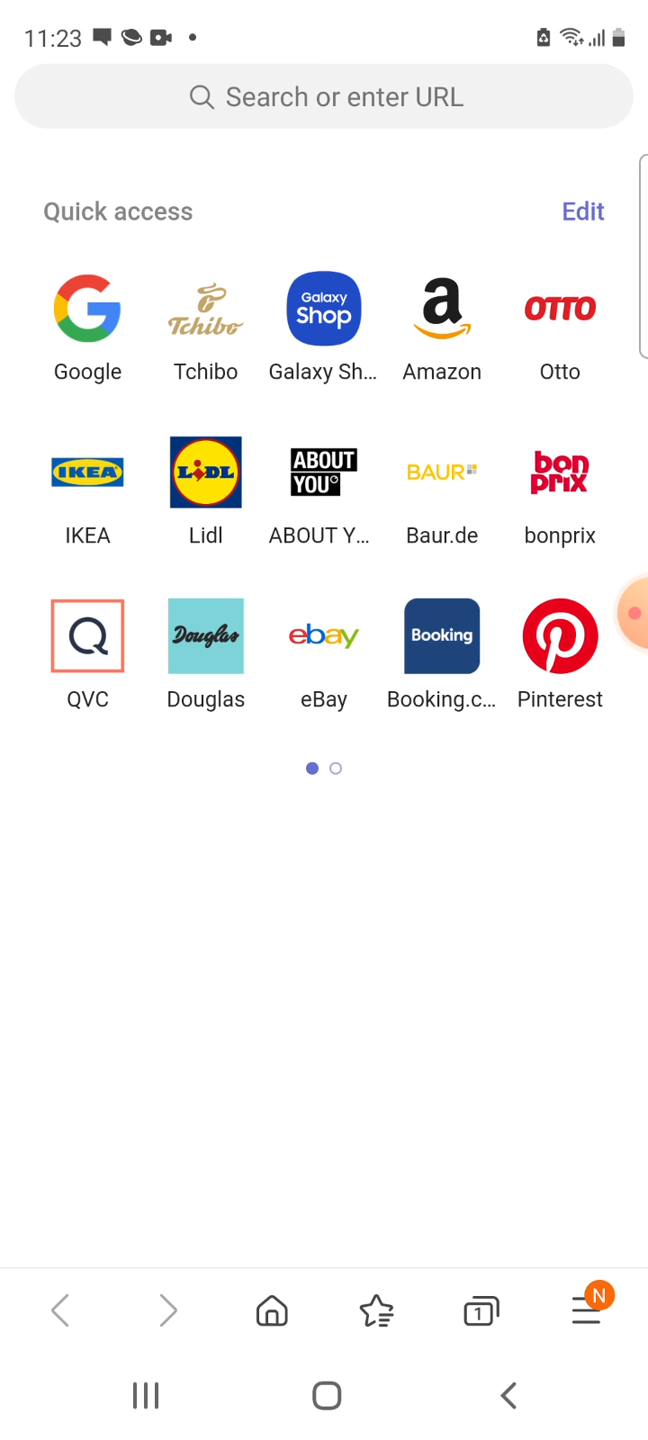 11:23
Search or enter URL
Quick access
Edit
Galaxy
Shop
Tchibo
a
OTTO
Google
Tchibo
Galaxy Sh...
Amazon
Otto
IKEA
LiDL
ABOUT
YOU°
BAUR
bon
prix
IKEA
Lidl
ABOUT Y...
Baur.de
bonprix
Q
Douglas
ebay
Booking
QVC
Douglas
eBay
Booking.c...
Pinterest
1
N